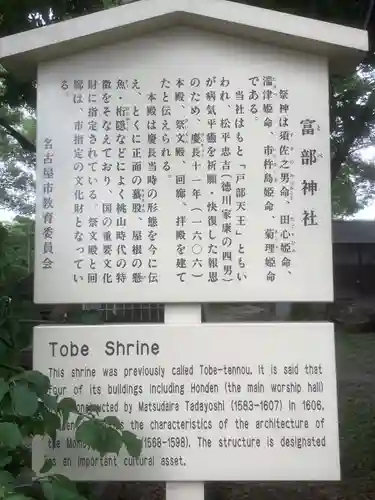 富部神社
とべ
祭神は須佐之男命、田心姫命、
湍津姫命、市杵島姫命、菊理姫命
である。
当社はもと「戸部天王」ともい
われ、松平忠吉(徳川家康の四男)
が病気平癒を祈願、快復した報恩
のため、慶長十一年(一六〇六)
本殿、祭文殿、回廊、拝殿を建て
たと伝えられる。
本殿は慶長当時の形態を今に伝
え、とくに正面の蟇股、屋根の懸
魚・桁隠などによく桃山時代の特
徴をそなえており、国の重要文化
財に指定されている。祭文殿と回
廊は、市指定の文化財となってい
る。
名古屋市教育委員会
Tobe Shrine
This shrine was previously called Tobe-tennou. It is said that
four of its buildings including Honden (the main worship hall)
constructed by Matsudaira Tadayoshi (1583-1607) in 1606.
the characteristics of the architecture of
the (1568-1598). The structure is designated
as an important cultural asset.